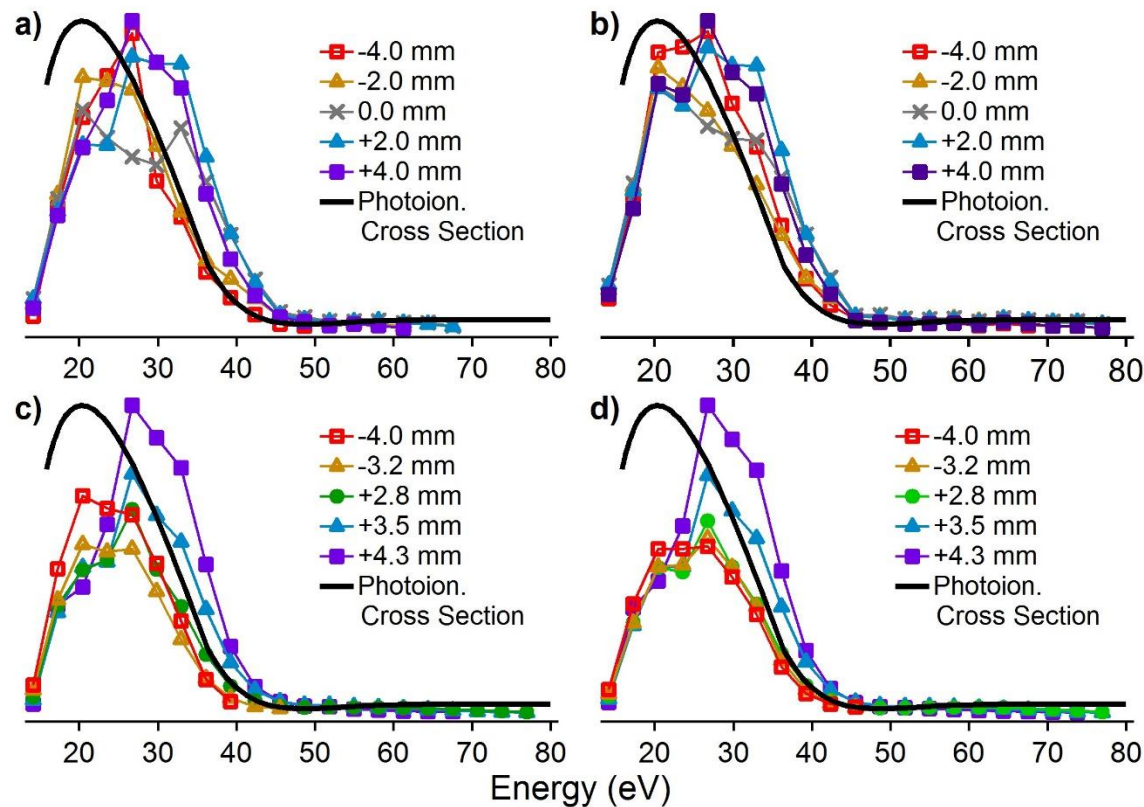 a)
-4.0 mm
-2.0 mm
0.0 mm
+2.0 mm
+4.0 mm
Photoion.
Cross Section
20 30 40 50 60 70 80
b)
-4.0 mm
-2.0 mm
0.0 mm
+2.0 mm
+4.0 mm
Photoion.
Cross Section
20 30 40 50 60 70 80
c)
-4.0 mm
-3.2 mm
+2.8 mm
+3.5 mm
+4.3 mm
Photoion.
Cross Section
20 30 40 50 60 70 80
d)
-4.0 mm
-3.2 mm
+2.8 mm
+3.5 mm
+4.3 mm
Photoion.
Cross Section
20 30 40 50 60 70 80
Energy (eV)